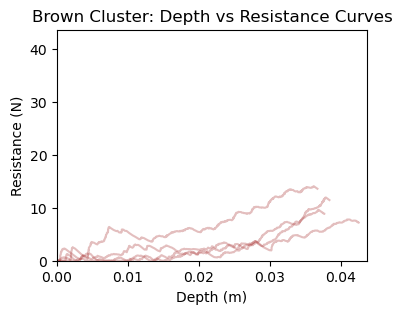 Brown Cluster: Depth vs Resistance Curves
Resistance (N)
40
30
20
10
0
0.00 0.01 0.02 0.03 0.04
Depth (m)